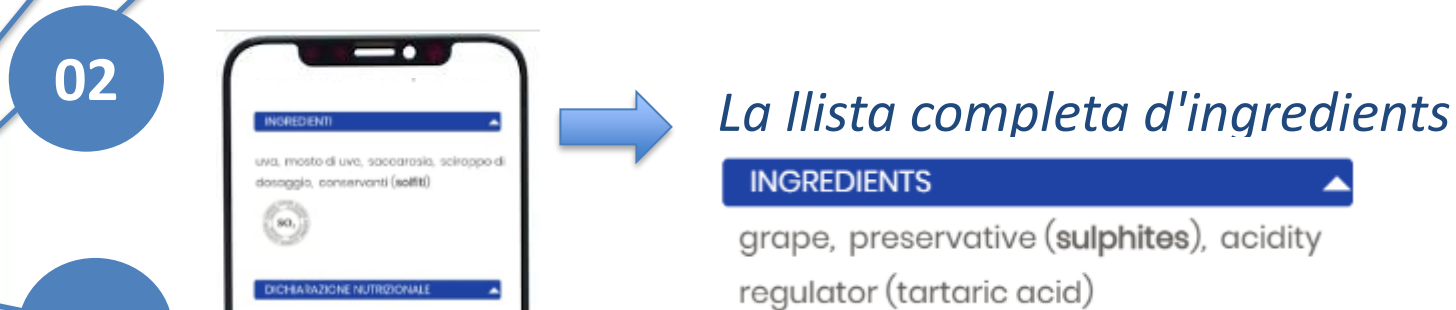 02
INGREDIENTI
uva, mosto di uve, saccarosio, sciroppo di
dosaggio, conservanti (solfiti)
SO₂
DICHIARAZIONE NUTRIZIONALE
La llista completa d'ingredients
INGREDIENTS
grape, preservative (sulphites), acidity
regulator (tartaric acid)